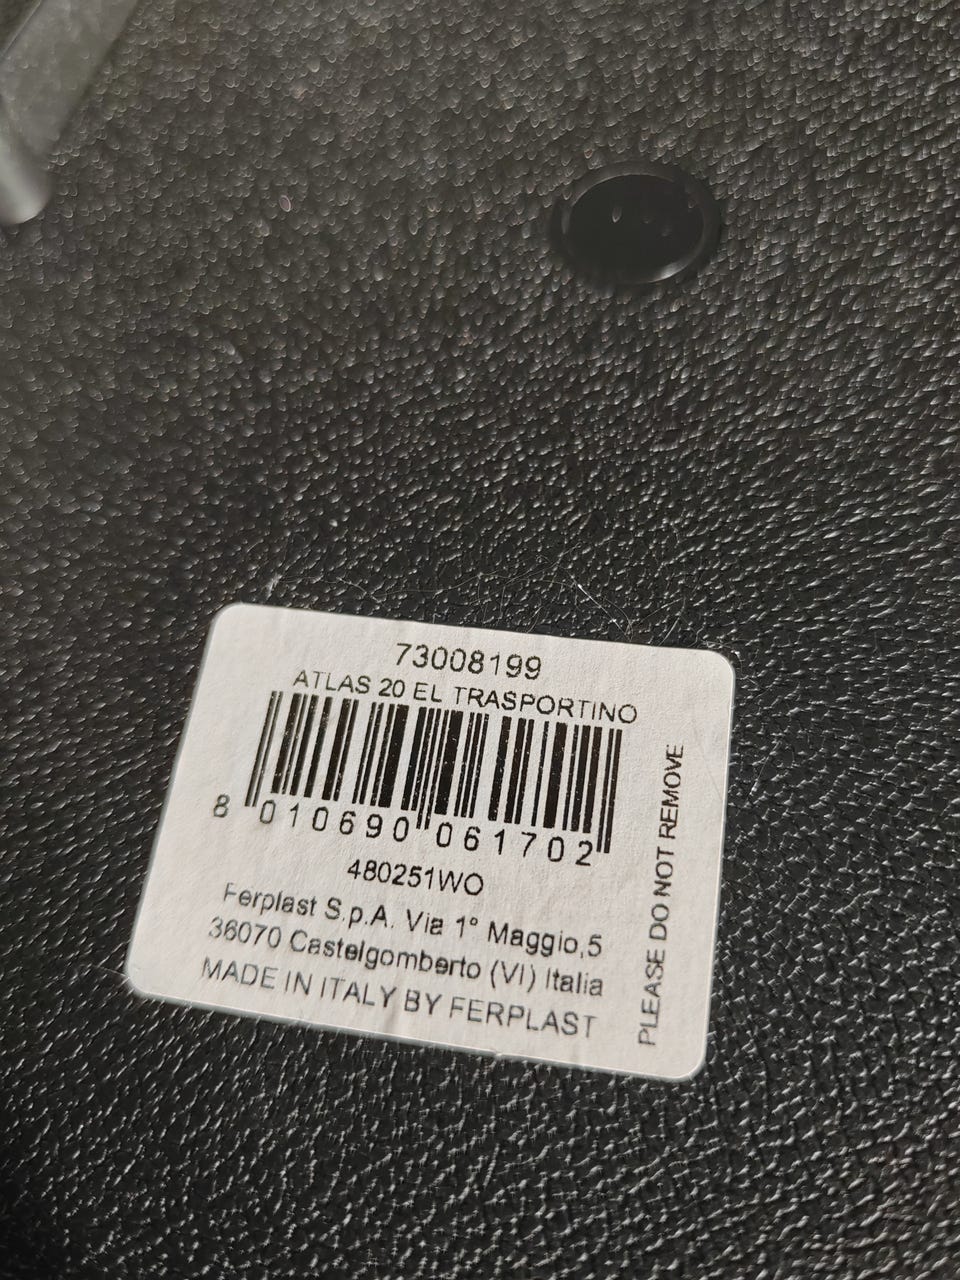 73008199
ATLAS 20 EL TRASPORTINO
8 010690 061702
480251WO
Ferplast S.p.A. Via 1° Maggio,5
36070 Castelgomberto (VI) Italia
MADE IN ITALY BY FERPLAST
PLEASE DO NOT REMOVE